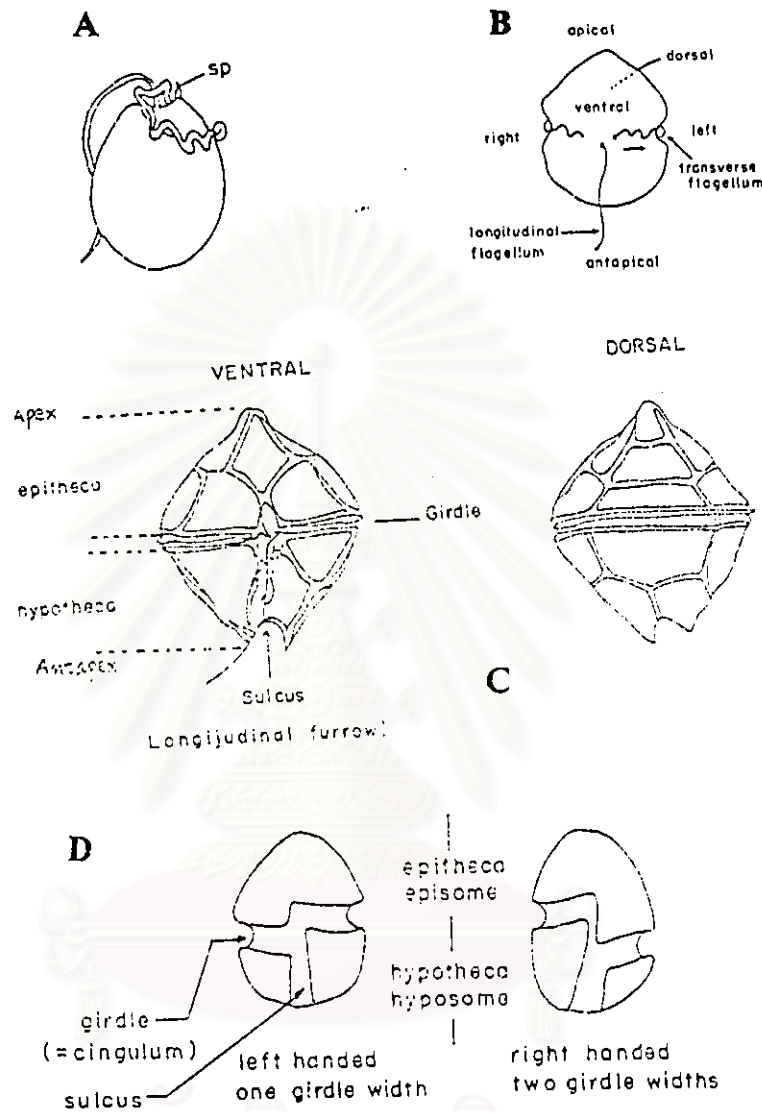 A
sp
B
apical
dorsal
ventral
right
left
transverse
flagellum
longitudinal
flagellum
antapical
VENTRAL
DORSAL
Apex
epitheca
Girdle
hypotheca
Antapex
Sulcus
Longijudinal furrow)
C
D
epitheca
episome
hypotheca
hyposome
girdle
(=cingulum)
sulcus
left handed
one girdle width
right handed
two girdle widths